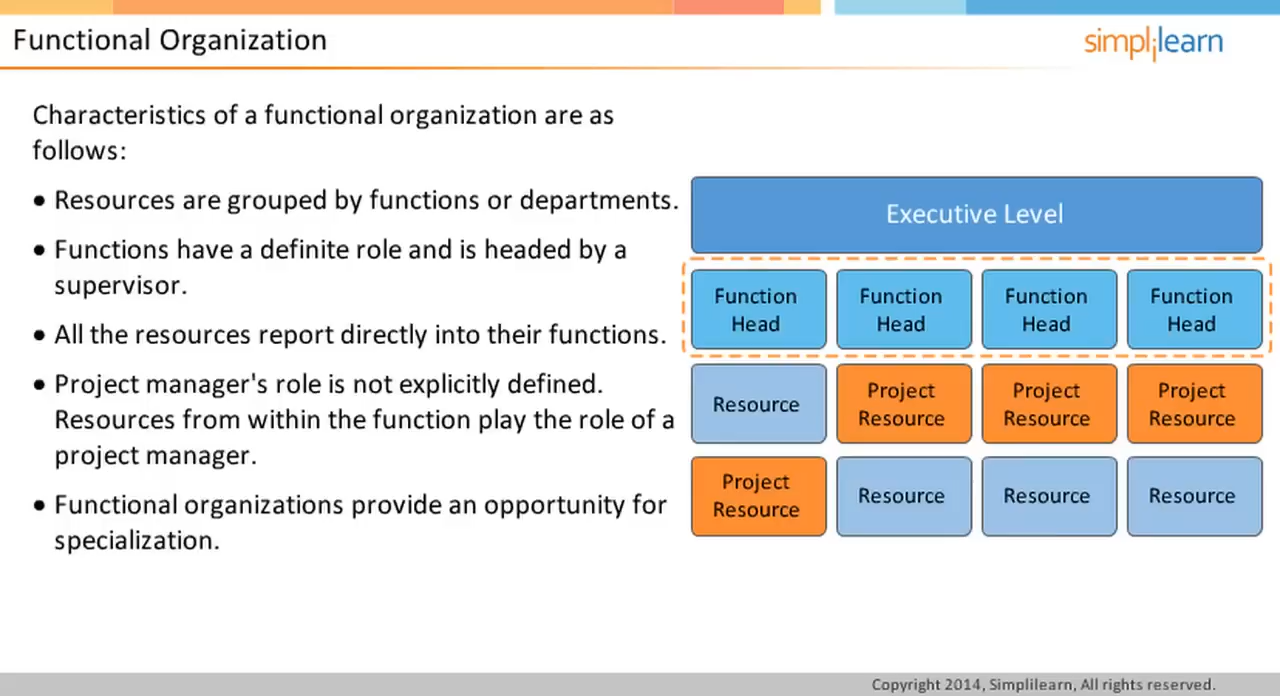 Functional Organization
simplilearn
Characteristics of a functional organization are as
follows:
• Resources are grouped by functions or departments.
• Functions have a definite role and is headed by a
supervisor.
• All the resources report directly into their functions.
• Project manager's role is not explicitly defined.
Resources from within the function play the role of a
project manager.
• Functional organizations provide an opportunity for
specialization.
Executive Level
Function
Head
Function
Head
Function
Head
Function
Head
Resource
Project
Resource
Project
Resource
Project
Resource
Project
Resource
Resource
Resource
Resource
Copyright 2014, Simplilearn, All rights reserved.